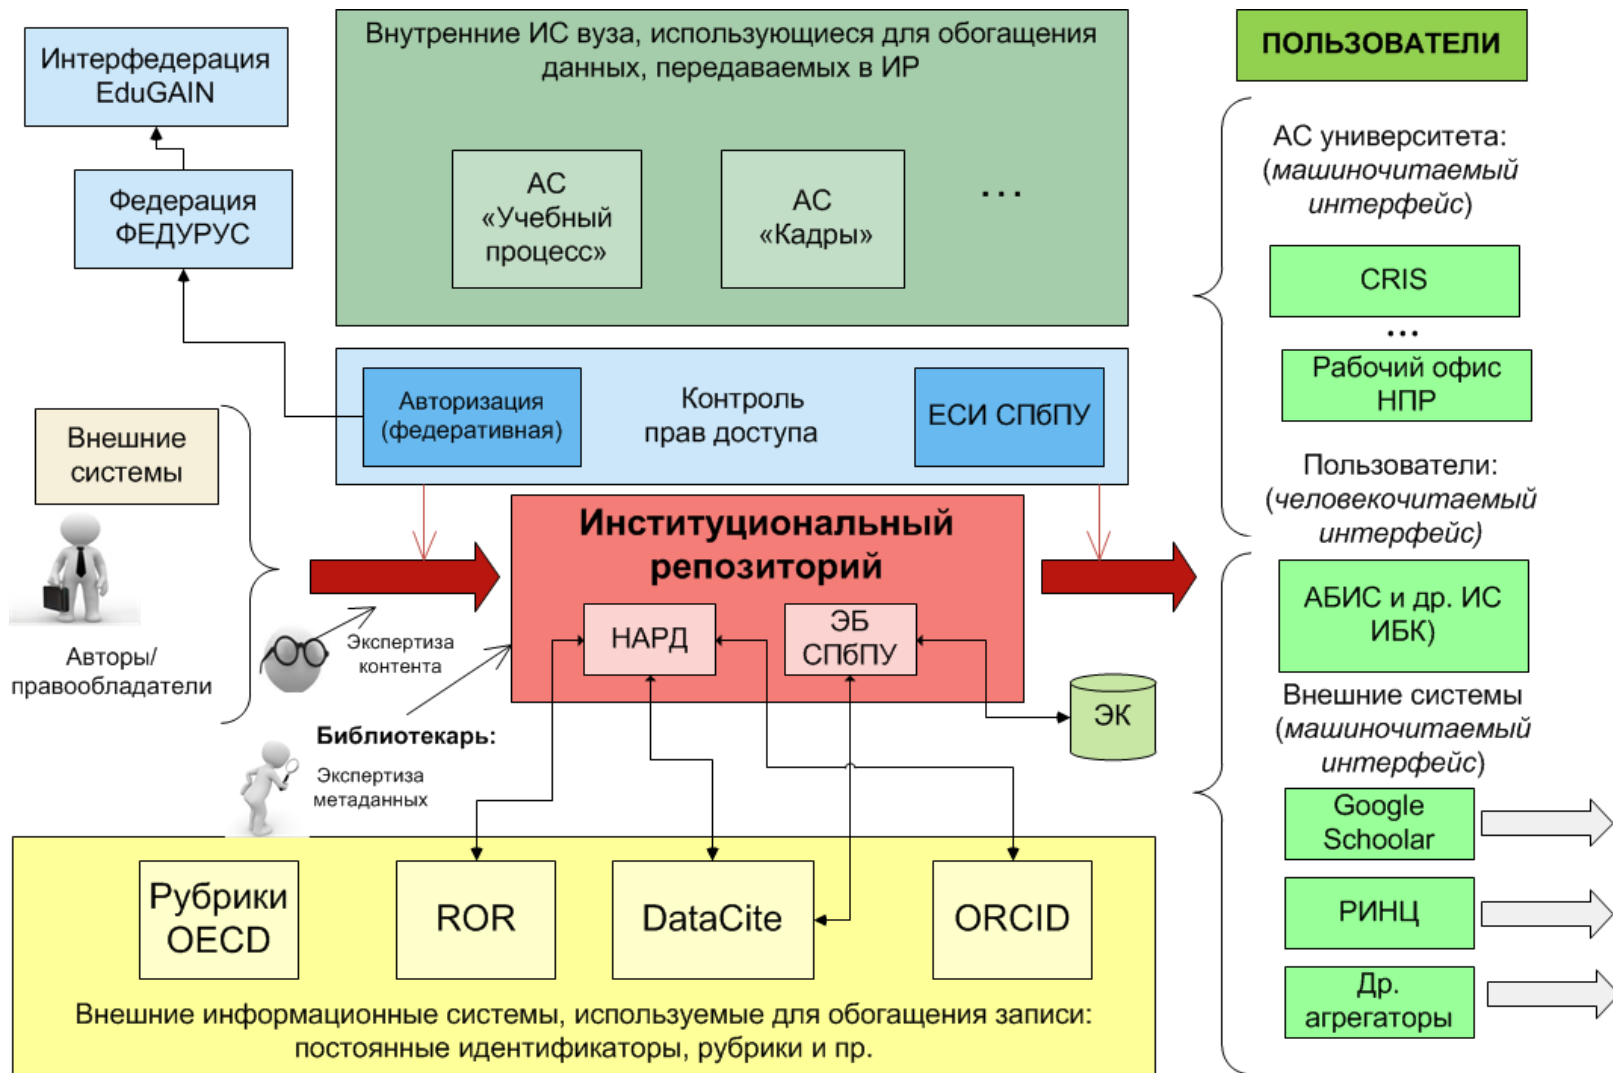 Интерфедерация
EduGAIN
Федерация
ФЕДУРУС
Внутренние ИС вуза, использующиеся для обогащения
данных, передаваемых в ИР
АС
«Учебный
процесс»
АС
«Кадры»
...
Авторизация
(федеративная)
Контроль
прав доступа
ЕСИ СПбПУ
Внешние
системы
Авторы/
правообладатели
Экспертиза
контента
Библиотекарь:
Экспертиза
метаданных
Институциональный
репозиторий
НАРД
ЭБ
СПбПУ
ЭК
Рубрики
OECD
ROR
DataCite
ORCID
Внешние информационные системы, используемые для обогащения записи:
постоянные идентификаторы, рубрики и пр.
ПОЛЬЗОВАТЕЛИ
АС университета:
(машиночитаемый
интерфейс)
CRIS
...
Рабочий офис
НПР
Пользователи:
(человекочитаемый
интерфейс)
АБИС и др. ИС
ИБК)
Внешние системы
(машиночитаемый
интерфейс)
Google
Schoolar
РИНЦ
Др.
агрегаторы